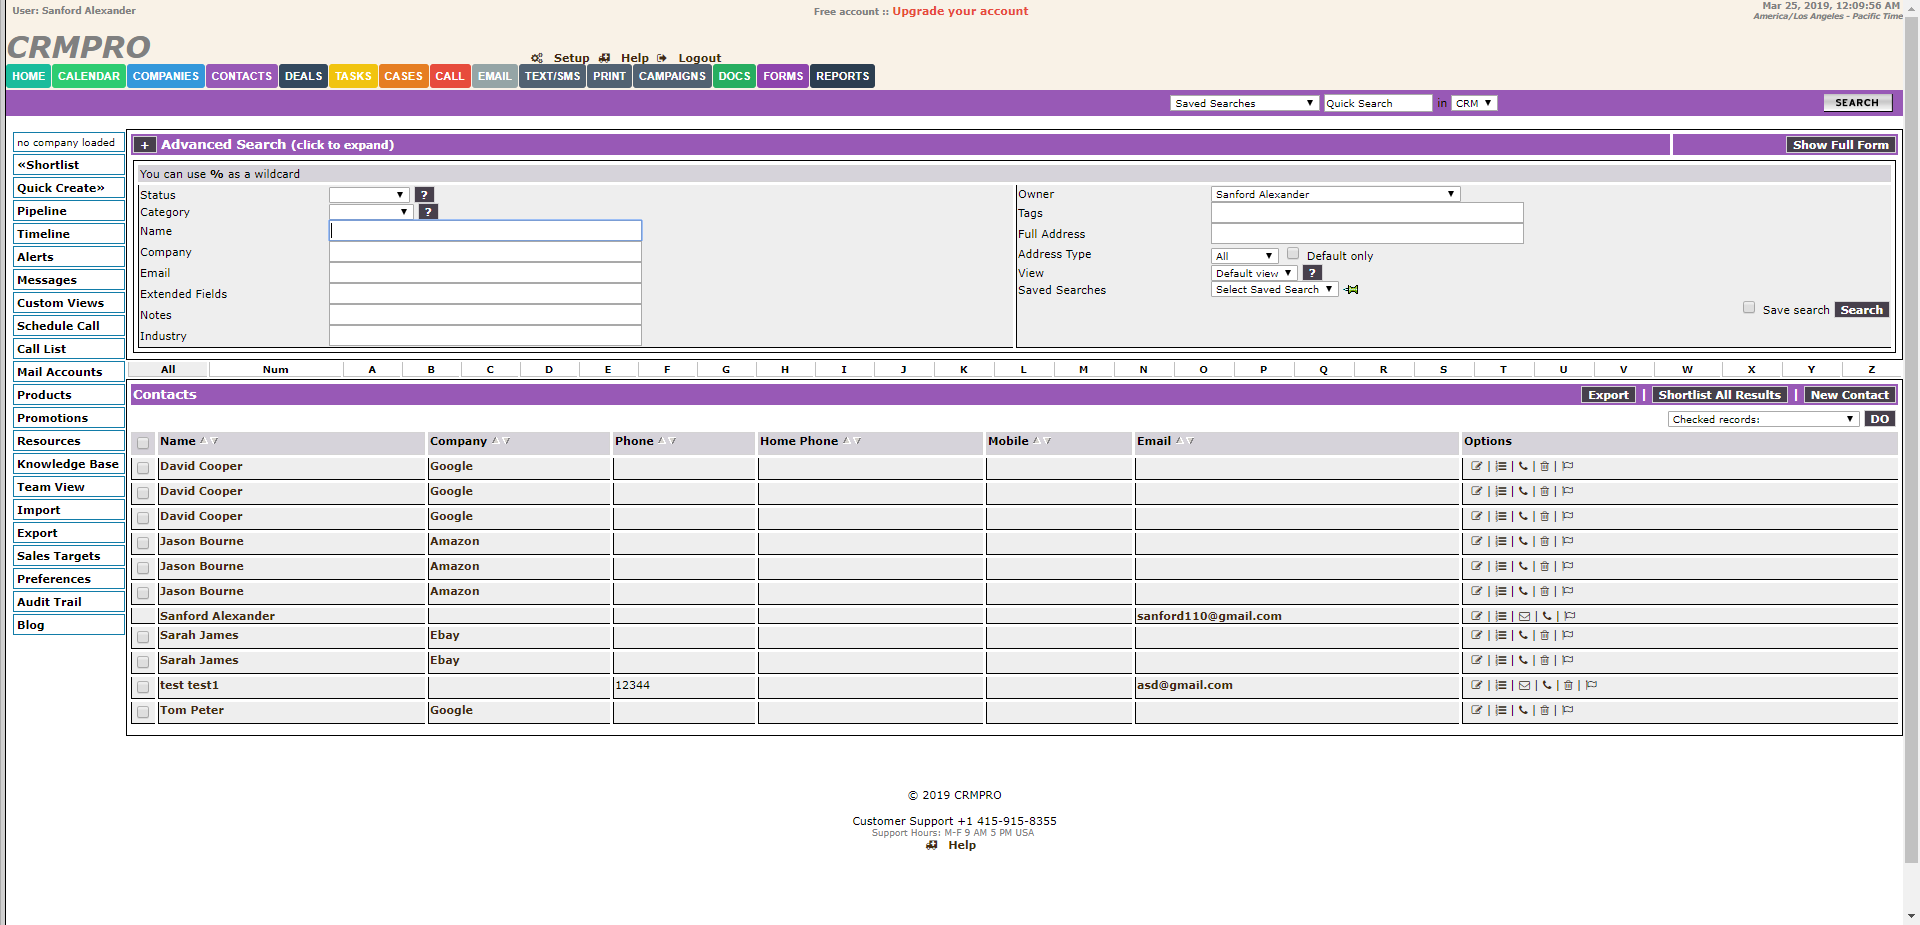 User: Sanford Alexander
Free account :: Upgrade your account
Mar 25, 2019, 12:09:56 AM
America/Los Angeles - Pacific Time
CRMPRO
Setup Help Logout
HOME CALENDAR COMPANIES CONTACTS DEALS TASKS CASES CALL EMAIL TEXT/SMS PRINT CAMPAIGNS DOCS FORMS REPORTS
Saved Searches Quick Search in CRM SEARCH
no company loaded
«Shortlist
Quick Create»
Pipeline
Timeline
Alerts
Messages
Custom Views
Schedule Call
Call List
Mail Accounts
Products
Promotions
Resources
Knowledge Base
Team View
Import
Export
Sales Targets
Preferences
Audit Trail
Blog
+ Advanced Search (click to expand) Show Full Form
You can use % as a wildcard
Status ?
Category ?
Name
Company
Email
Extended Fields
Notes
Industry
Owner Sanford Alexander
Tags
Full Address
Address Type All Default only
View Default view ?
Saved Searches Select Saved Search
Save search Search
All Num A B C D E F G H I J K L M N O P Q R S T U V W X Y Z
Contacts Export | Shortlist All Results | New Contact
Checked records: DO
Name Company Phone Home Phone Mobile Email Options
David Cooper Google | | | |
David Cooper Google | | | |
David Cooper Google | | | |
Jason Bourne Amazon | | | |
Jason Bourne Amazon | | | |
Jason Bourne Amazon | | | |
Sanford Alexander sanford110@gmail.com | | | |
Sarah James Ebay | | | |
Sarah James Ebay | | | |
test test1 12344 asd@gmail.com | | | | |
Tom Peter Google | | | |
© 2019 CRMPRO
Customer Support +1 415-915-8355
Support Hours: M-F 9 AM 5 PM USA
Help